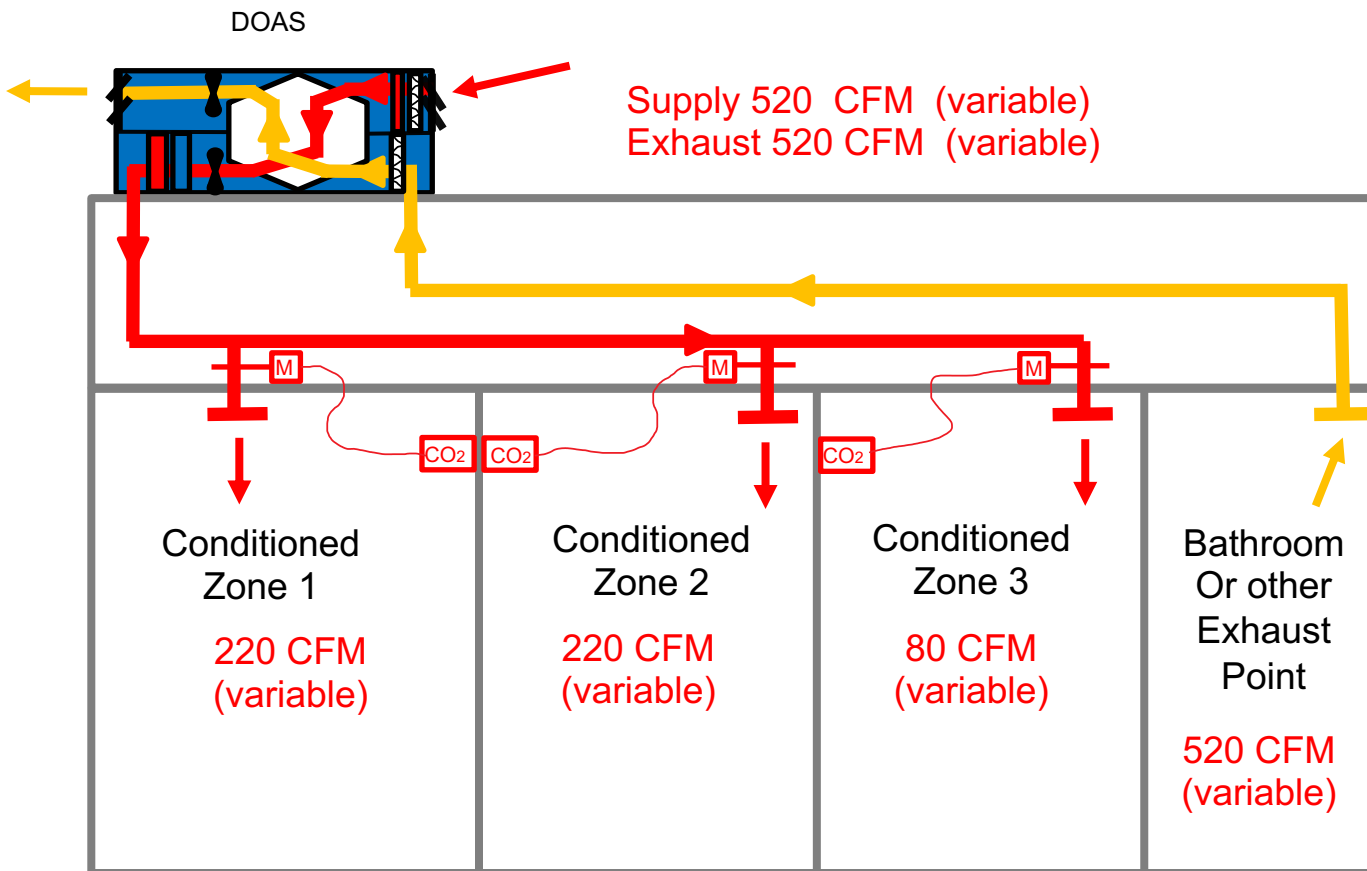 DOAS
Supply 520 CFM (variable)
Exhaust 520 CFM (variable)
M
M
M
CO2
CO2
CO2
Conditioned
Zone 1
220 CFM
(variable)
Conditioned
Zone 2
220 CFM
(variable)
Conditioned
Zone 3
80 CFM
(variable)
Bathroom
Or other
Exhaust
Point
520 CFM
(variable)